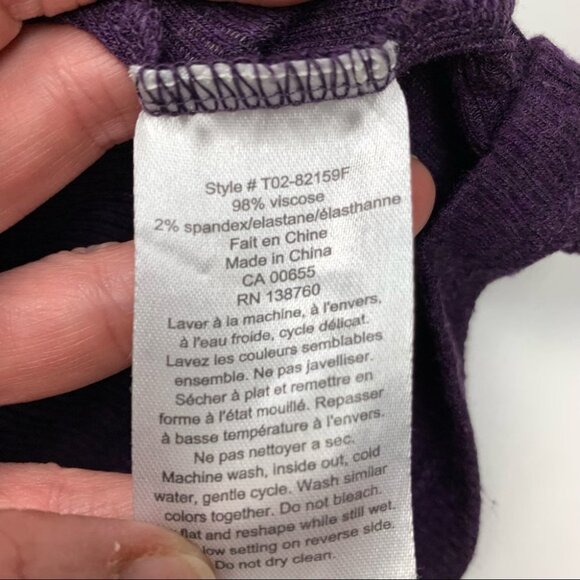 Style # T02-82159F
98% viscose
2% spandex/elastane/élasthanne
Fait en Chine
Made in China
CA 00655
RN 138760
Laver à la machine, à l'envers,
à l'eau froide, cycle délicat.
Lavez les couleurs semblables
ensemble. Ne pas javelliser.
Sécher à plat et remettre en
forme à l'état mouillé. Repasser
à basse température à l'envers.
Ne pas nettoyer a sec.
Machine wash, inside out, cold
water, gentle cycle. Wash similar
colors together. Do not bleach.
flat and reshape while still wet.
low setting on reverse side.
Do not dry clean.